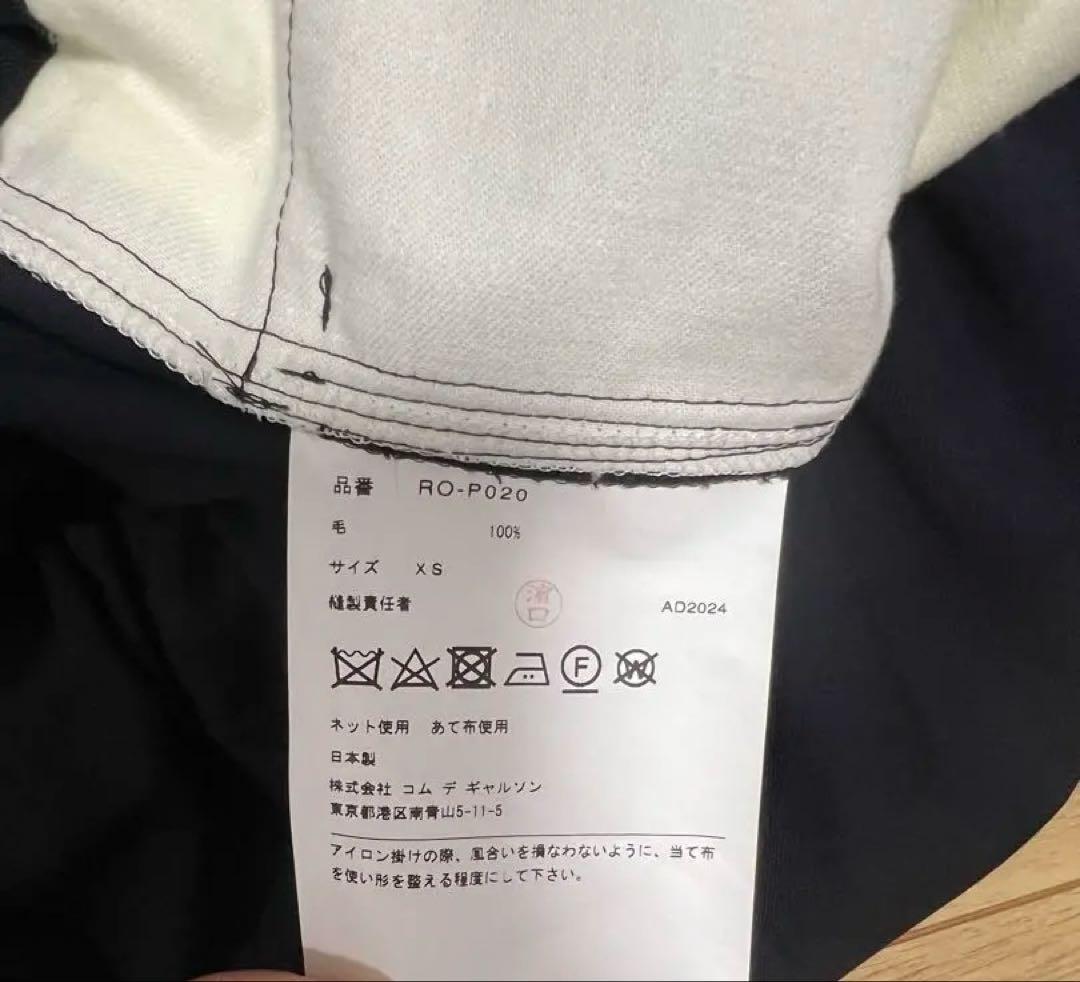 品番 RO-P020
毛 100%
サイズ XS
縫製責任者 濱口 AD2024
F W
ネット使用 あて布使用
日本製
株式会社 コム デ ギャルソン
東京都港区南青山5-11-5
アイロン掛けの際、風合いを損なわないように、当て布
を使い形を整える程度にして下さい。